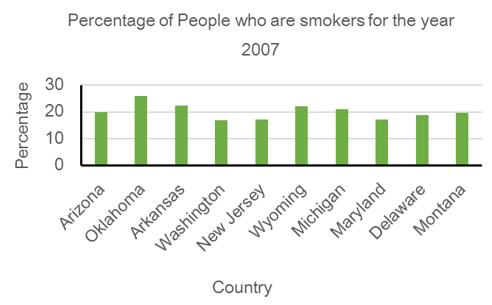 Percentage of People who are smokers for the year
2007
Percentage
30
20
10
0
Arizona
Oklahoma
Arkansas
Washington
New Jersey
Wyoming
Michigan
Maryland
Delaware
Montana
Country